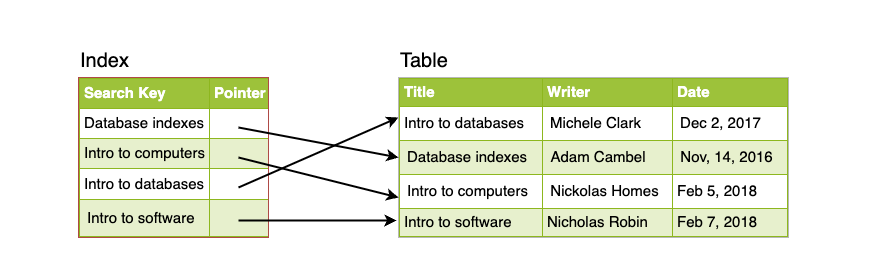 Index
Search Key Pointer
Database indexes
Intro to computers
Intro to databases
Intro to software
Table
Title Writer Date
Intro to databases Michele Clark Dec 2, 2017
Database indexes Adam Cambel Nov, 14, 2016
Intro to computers Nickolas Homes Feb 5, 2018
Intro to software Nicholas Robin Feb 7, 2018